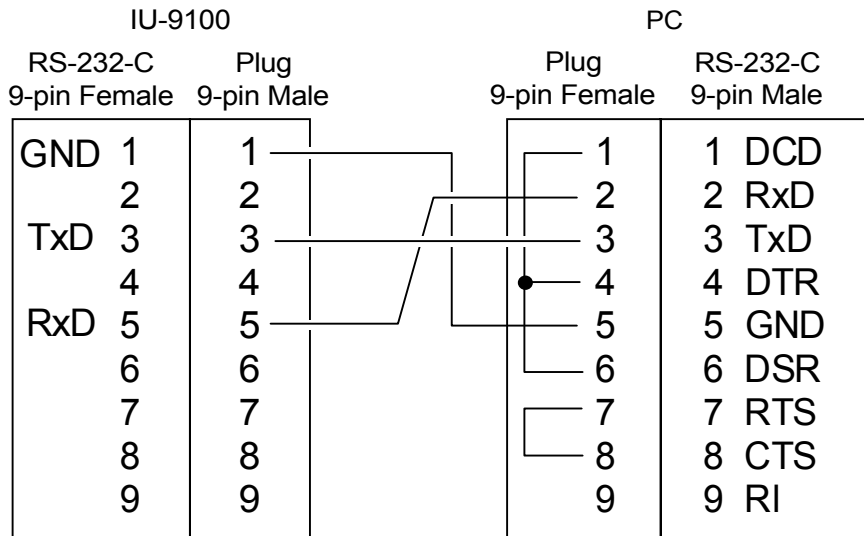 IU-9100 PC
RS-232-C Plug Plug RS-232-C
9-pin Female 9-pin Male 9-pin Female 9-pin Male
GND 1 1 1 1 DCD
2 2 2 2 RxD
TxD 3 3 3 3 TxD
4 4 4 4 DTR
RxD 5 5 5 5 GND
6 6 6 6 DSR
7 7 7 7 RTS
8 8 8 8 CTS
9 9 9 9 RI